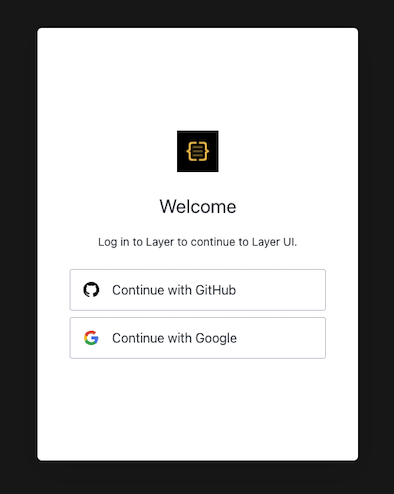 Welcome
Log in to Layer to continue to Layer UI.
Continue with GitHub
Continue with Google